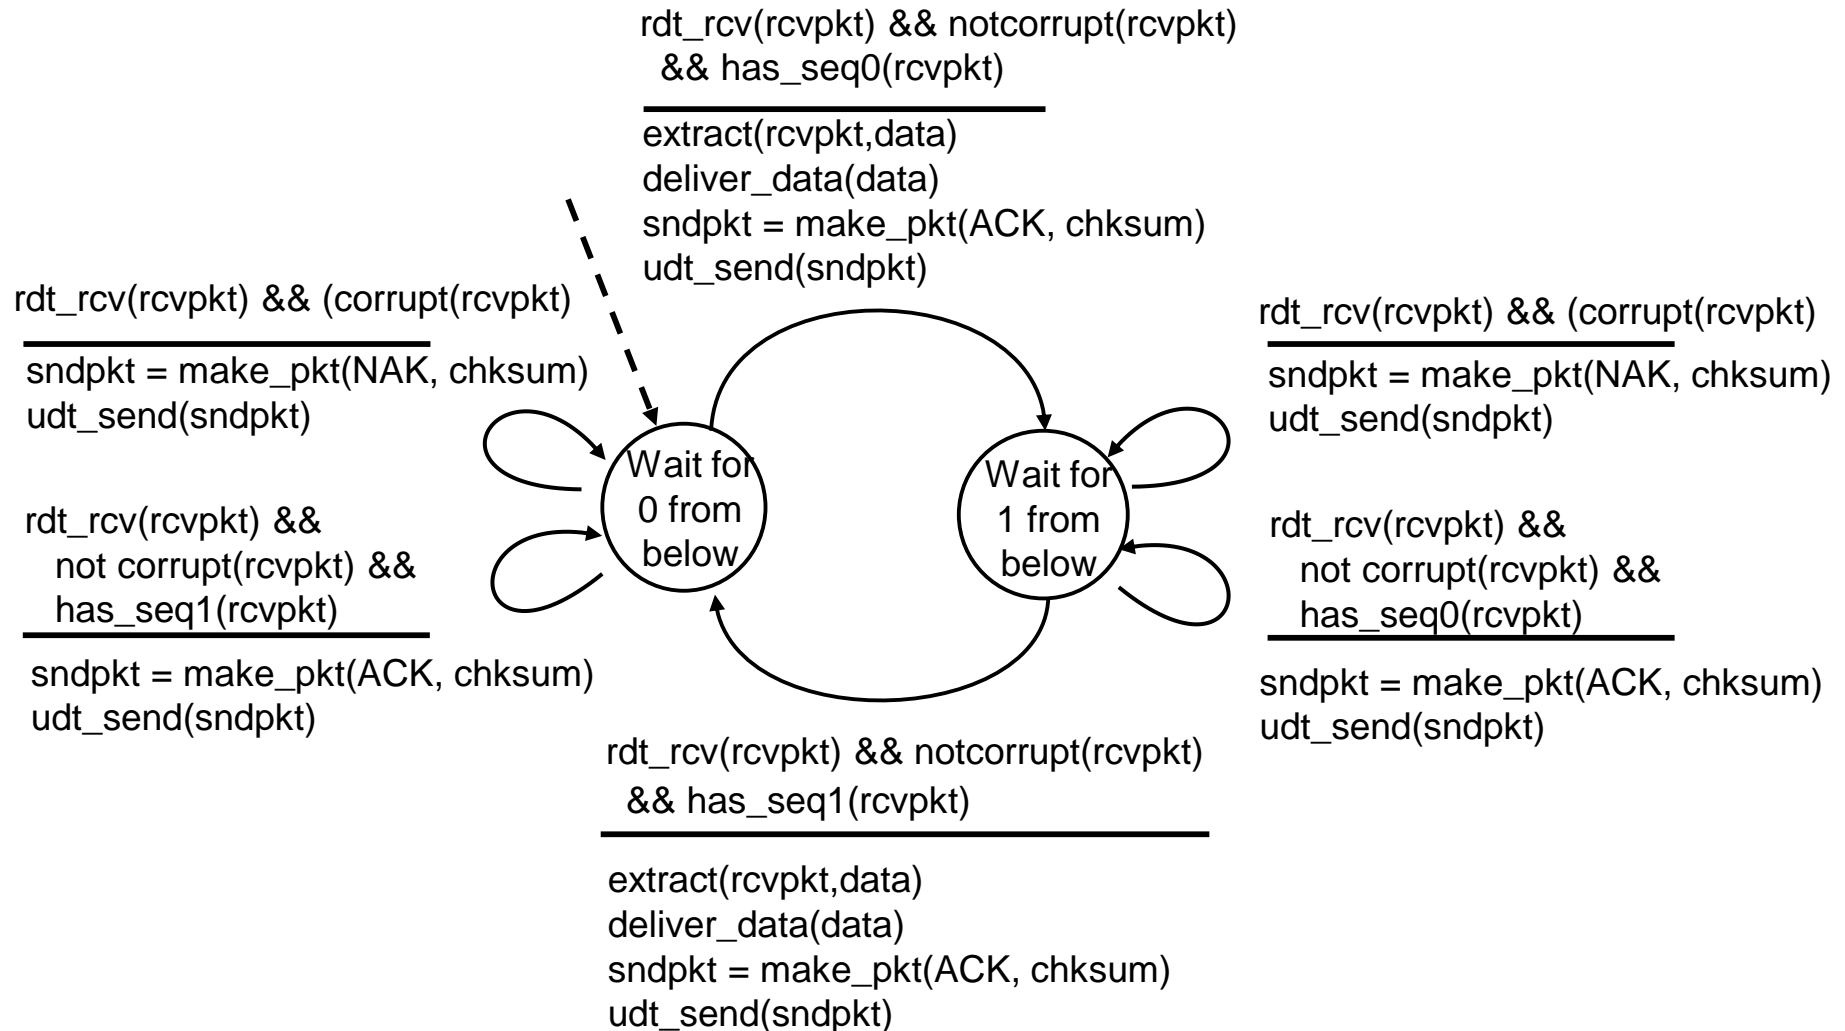 rdt_rcv(rcvpkt) && notcorrupt(rcvpkt)
&& has_seq0(rcvpkt)
extract(rcvpkt,data)
deliver_data(data)
sndpkt = make_pkt(ACK, chksum)
udt_send(sndpkt)
rdt_rcv(rcvpkt) && (corrupt(rcvpkt)
sndpkt = make_pkt(NAK, chksum)
udt_send(sndpkt)
rdt_rcv(rcvpkt) &&
not corrupt(rcvpkt) &&
has_seq1(rcvpkt)
sndpkt = make_pkt(ACK, chksum)
udt_send(sndpkt)
Wait for
0 from
below
Wait for
1 from
below
rdt_rcv(rcvpkt) && (corrupt(rcvpkt)
sndpkt = make_pkt(NAK, chksum)
udt_send(sndpkt)
rdt_rcv(rcvpkt) &&
not corrupt(rcvpkt) &&
has_seq0(rcvpkt)
sndpkt = make_pkt(ACK, chksum)
udt_send(sndpkt)
rdt_rcv(rcvpkt) && notcorrupt(rcvpkt)
&& has_seq1(rcvpkt)
extract(rcvpkt,data)
deliver_data(data)
sndpkt = make_pkt(ACK, chksum)
udt_send(sndpkt)